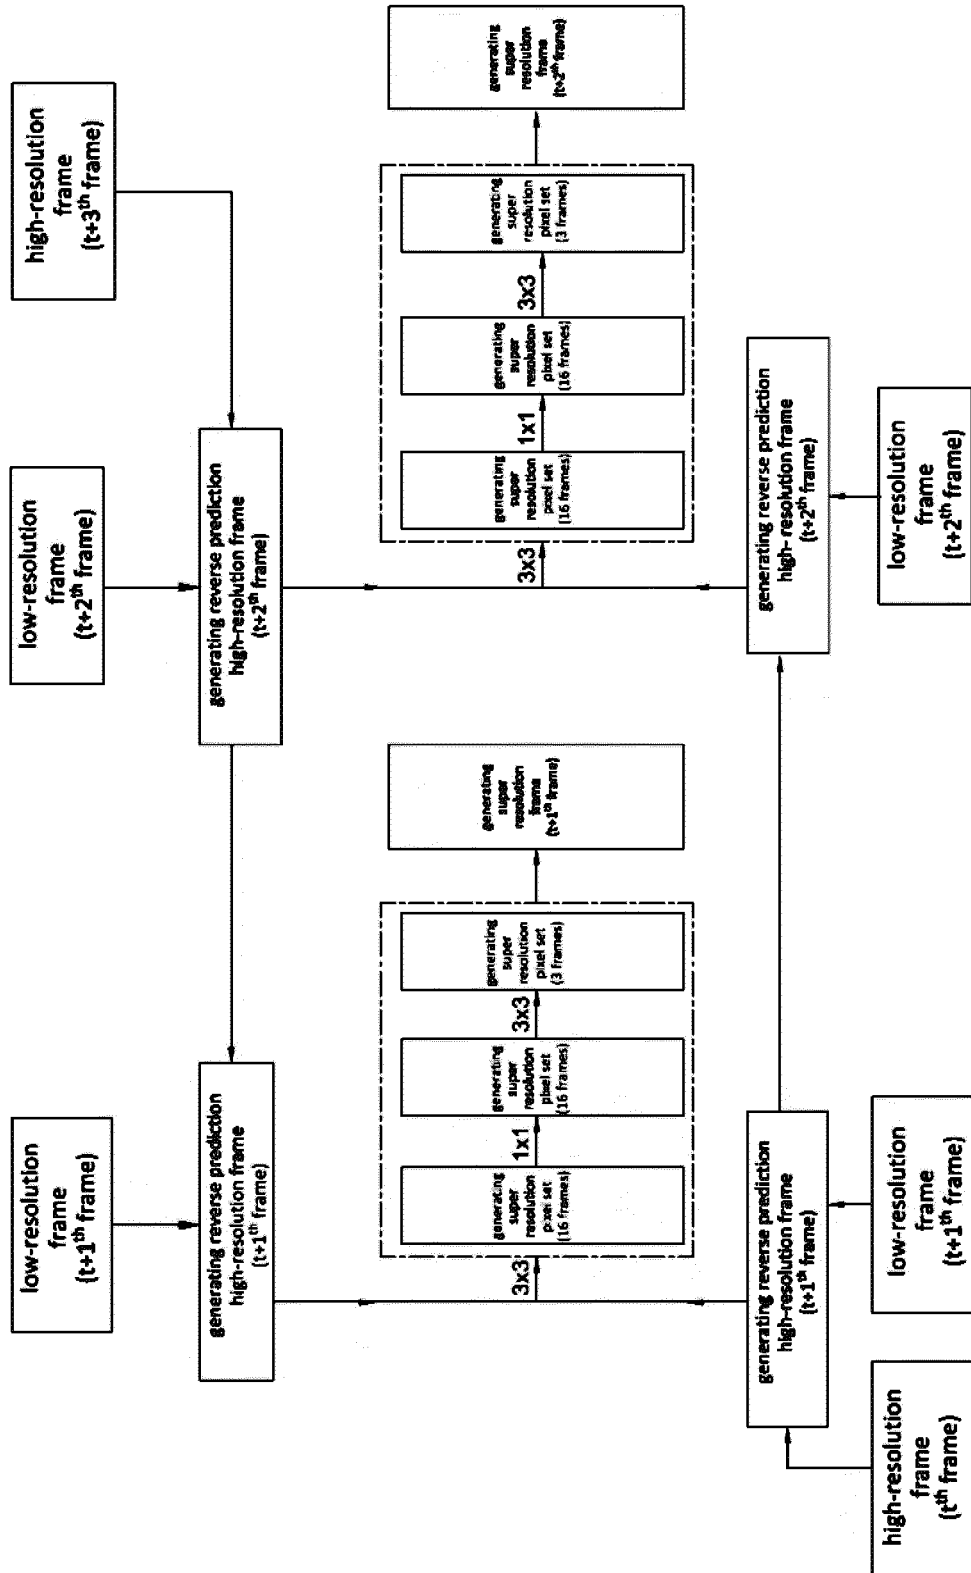 low-resolution
frame
(t+1th frame)
low-resolution
frame
(t+2th frame)
high-resolution
frame
(t+3th frame)
generating reverse prediction
high-resolution frame
(t+1th frame)
generating reverse prediction
high-resolution frame
(t+2th frame)
3x3
generating
super
resolution
pixel set
(16 frames)
1x1
generating
super
resolution
pixel set
(16 frames)
3x3
generating
super
resolution
pixel set
(3 frames)
generating
super
resolution
frame
(t+1th frame)
3x3
generating
super
resolution
pixel set
(16 frames)
1x1
generating
super
resolution
pixel set
(16 frames)
3x3
generating
super
resolution
pixel set
(3 frames)
generating
super
resolution
frame
(t+2th frame)
generating reverse prediction
high-resolution frame
(t+1th frame)
generating reverse prediction
high- resolution frame
(t+2th frame)
high-resolution
frame
(tth frame)
low-resolution
frame
(t+1th frame)
low-resolution
frame
(t+2th frame)